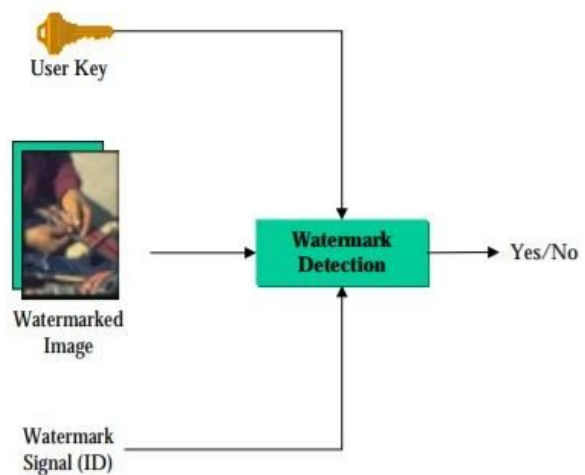 User Key
Watermarked
Image
Watermark
Signal (ID)
Watermark
Detection
Yes/No